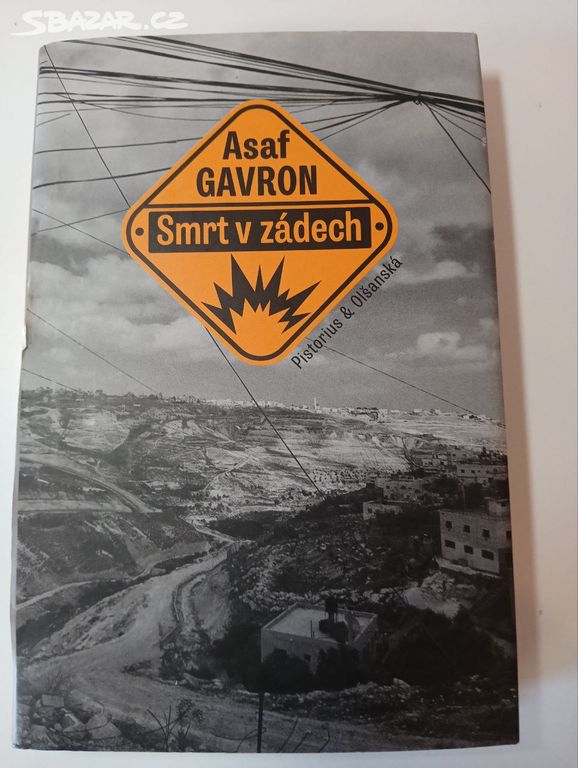 SBAZAR.CZ
Asaf
GAVRON
Smrt v zádech
Pistorius & Olšanská